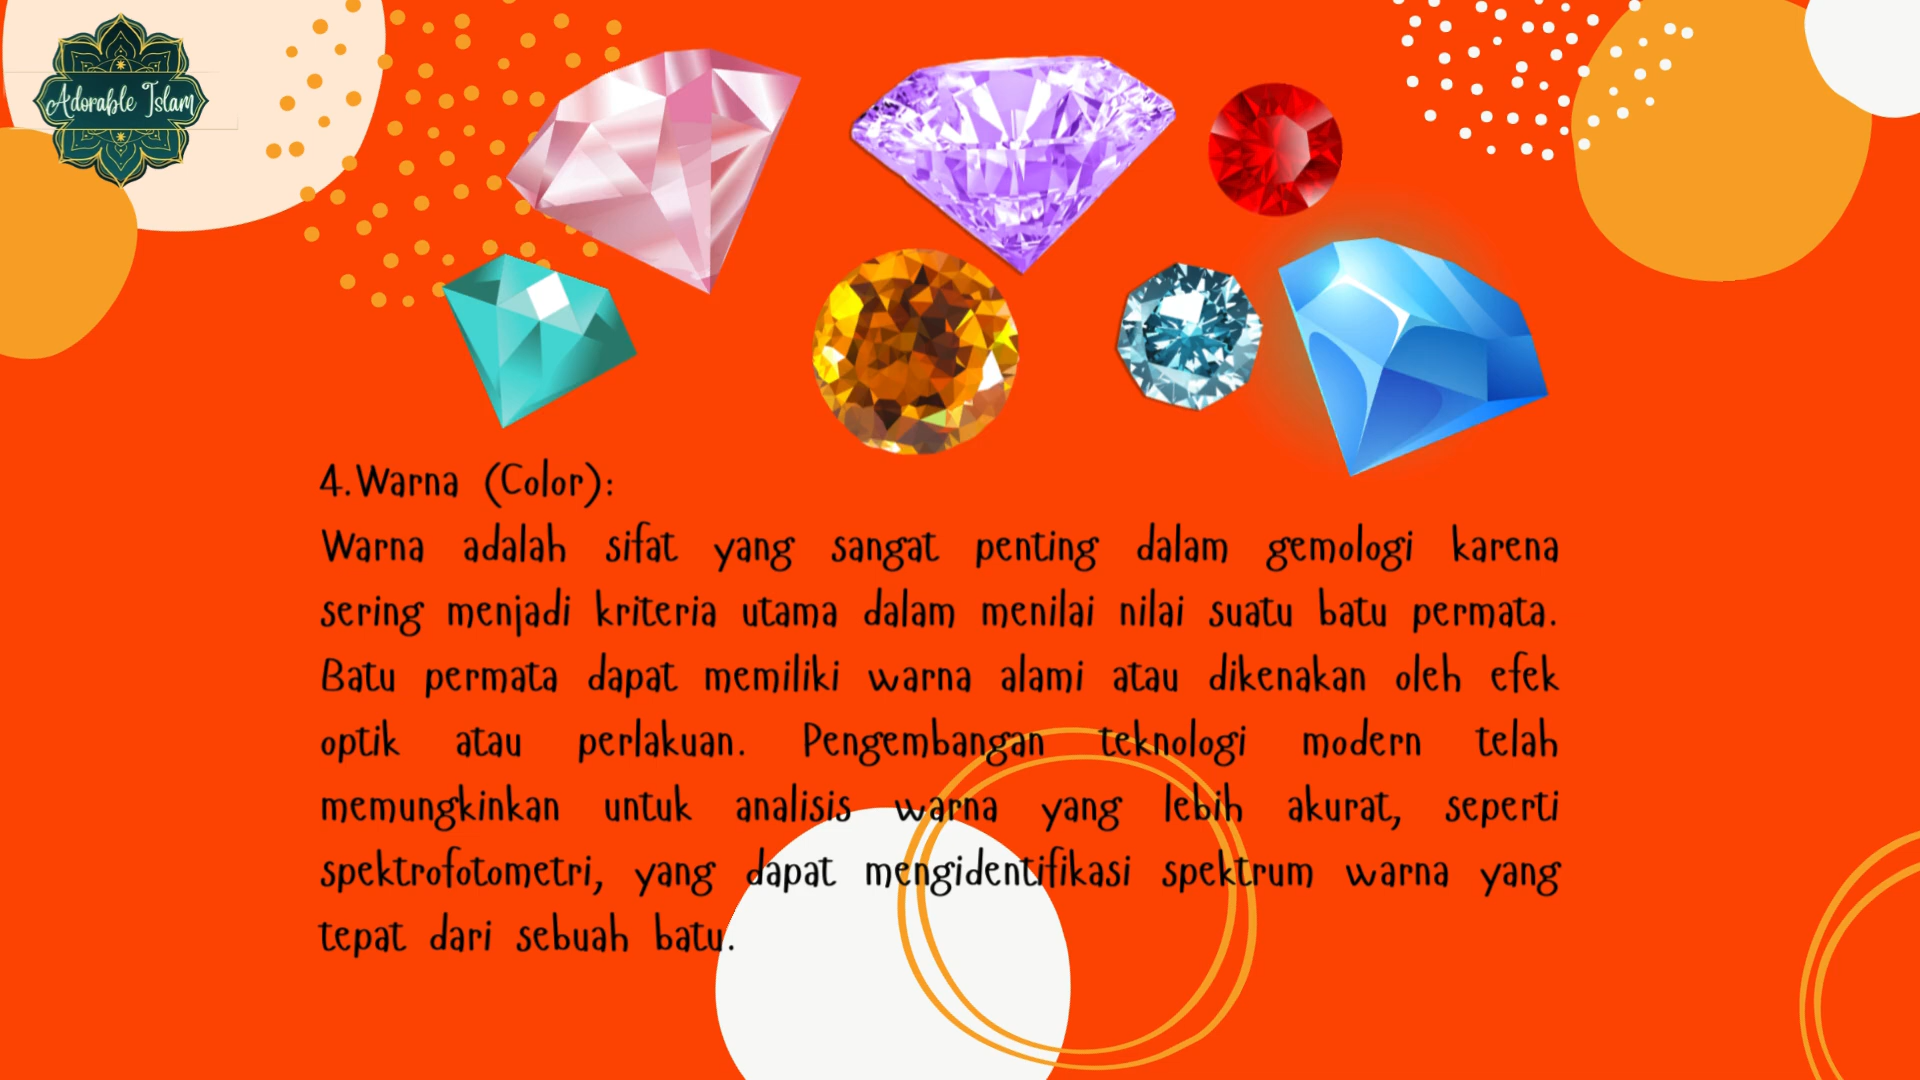 Adorable Islam
4.Warna (Color):
Warna adalah sifat yang sangat penting dalam gemologi karena
sering menjadi kriteria utama dalam menilai nilai suatu batu permata.
Batu permata dapat memiliki warna alami atau dikenakan oleh efek
optik atau perlakuan. Pengembangan teknologi modern telah
memungkinkan untuk analisis warna yang lebih akurat, seperti
spektrofotometri, yang dapat mengidentifikasi spektrum warna yang
tepat dari sebuah batu.